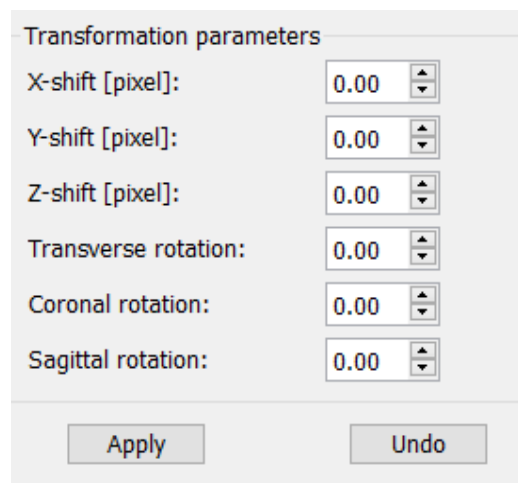 Transformation parameters
X-shift [pixel]: 0.00
Y-shift [pixel]: 0.00
Z-shift [pixel]: 0.00
Transverse rotation: 0.00
Coronal rotation: 0.00
Sagittal rotation: 0.00
Apply Undo